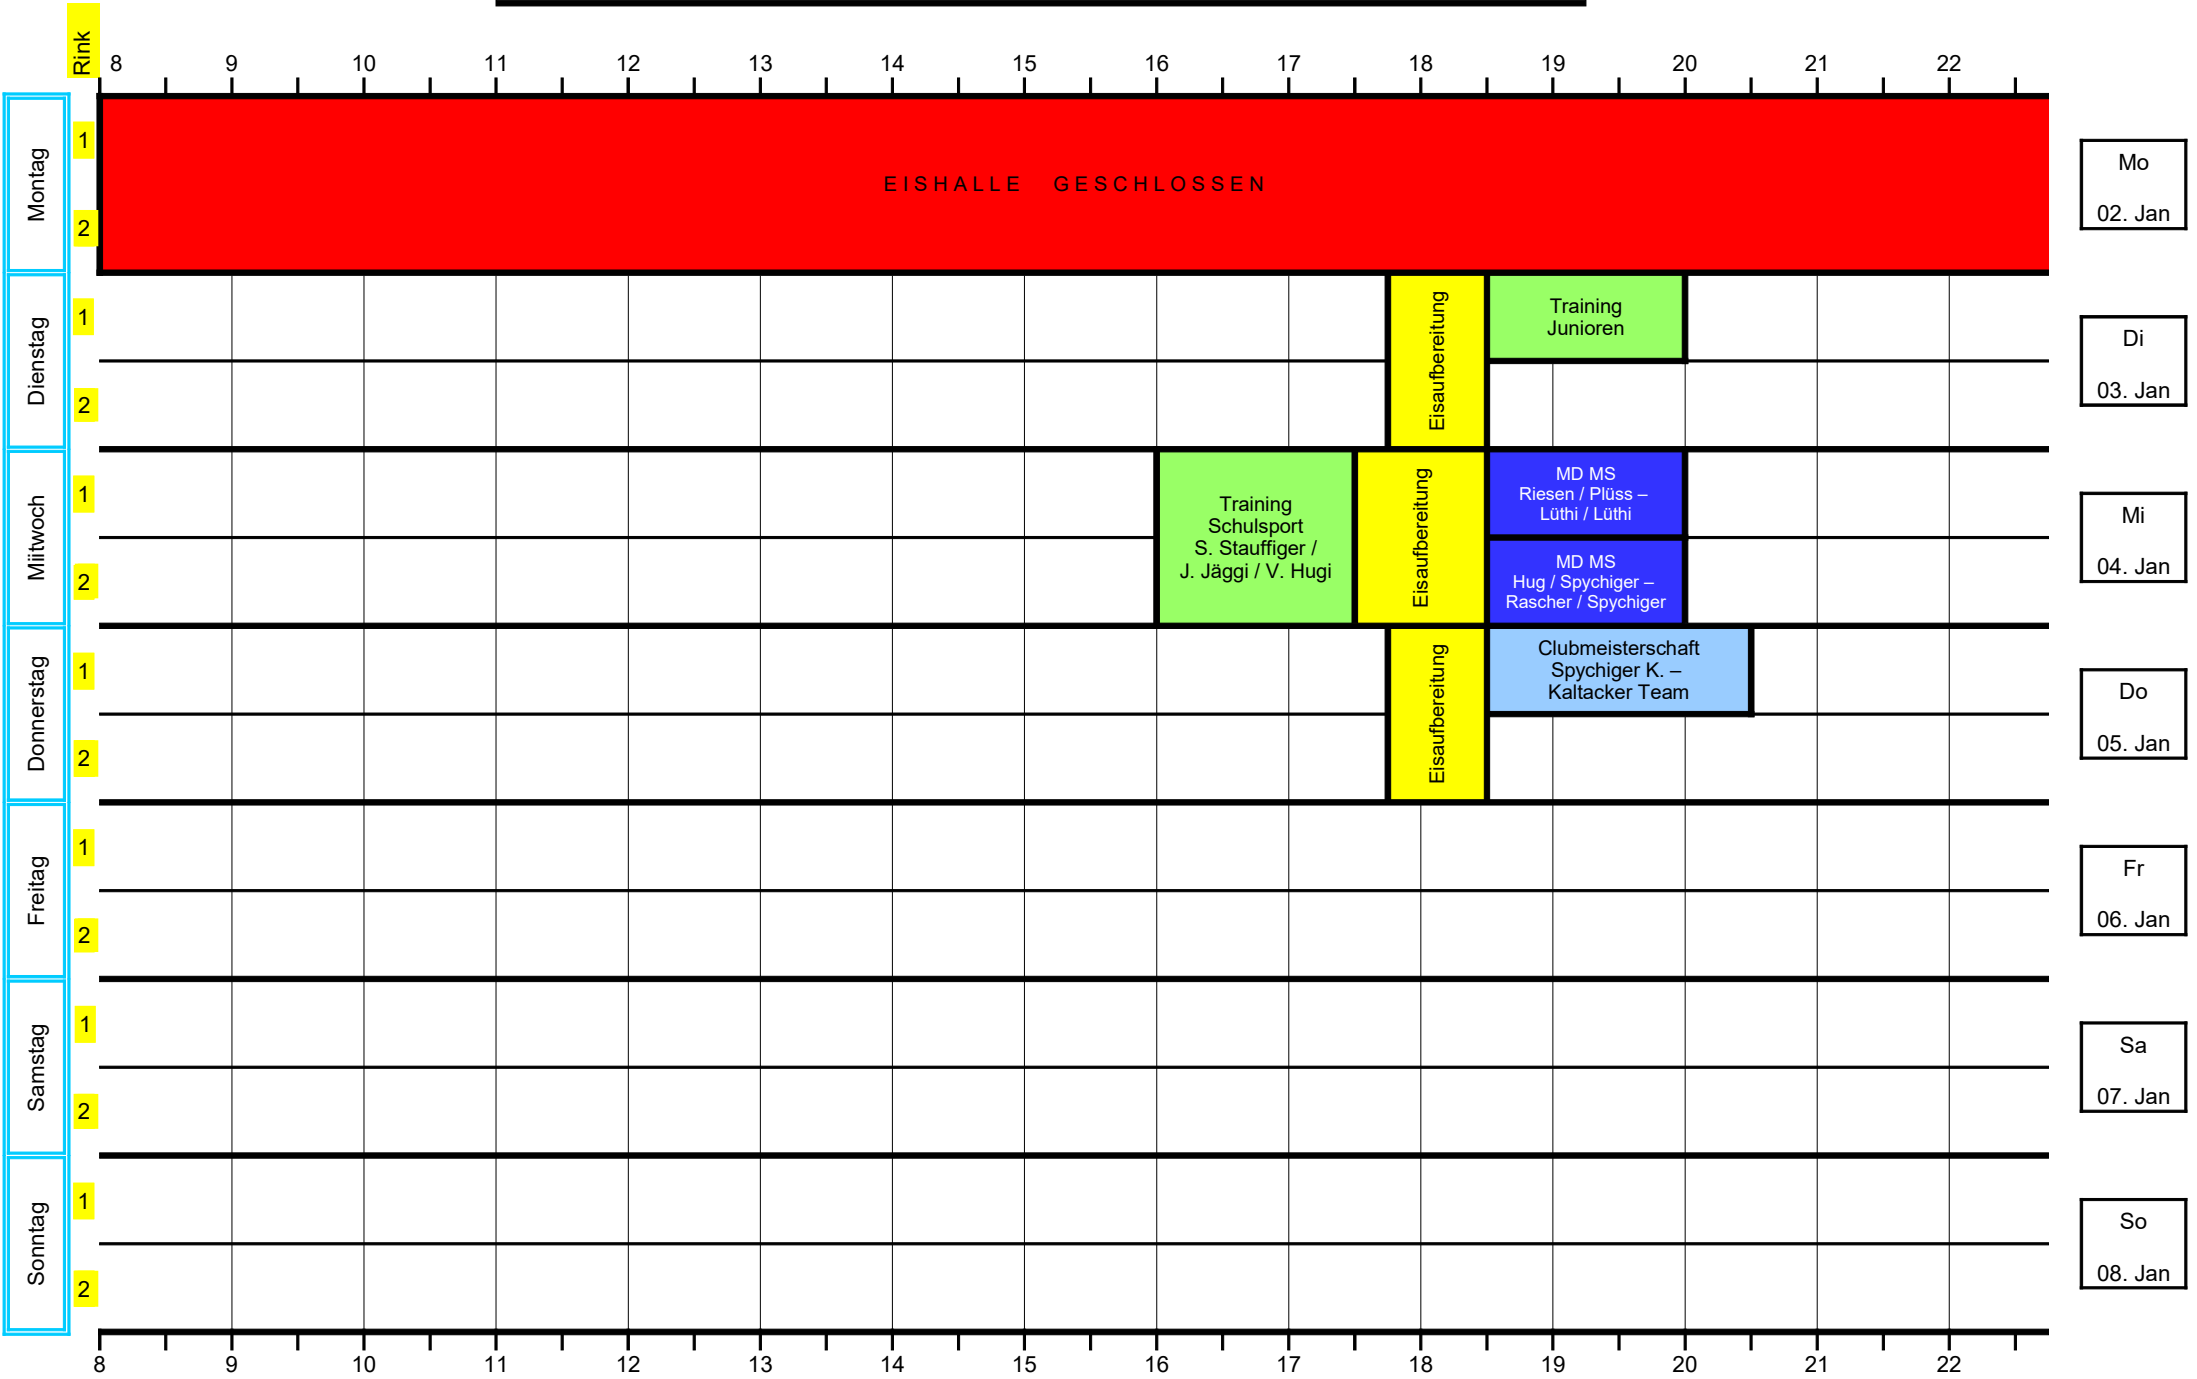 Rink
8 9 10 11 12 13 14 15 16 17 18 19 20 21 22
Montag
1
2
EISHALLE GESCHLOSSEN
Mo
02. Jan
Dienstag
1
2
Eisaufbereitung
Training
Junioren
Di
03. Jan
Miitwoch
1
2
Training
Schulsport
S. Stauffiger /
J. Jäggi / V. Hugi
Eisaufbereitung
MD MS
Riesen / Plüss –
Lüthi / Lüthi
MD MS
Hug / Spychiger –
Rascher / Spychiger
Mi
04. Jan
Donnerstag
1
2
Eisaufbereitung
Clubmeisterschaft
Spychiger K. –
Kaltacker Team
Do
05. Jan
Freitag
1
2
Fr
06. Jan
Samstag
1
2
Sa
07. Jan
Sonntag
1
2
So
08. Jan
8 9 10 11 12 13 14 15 16 17 18 19 20 21 22